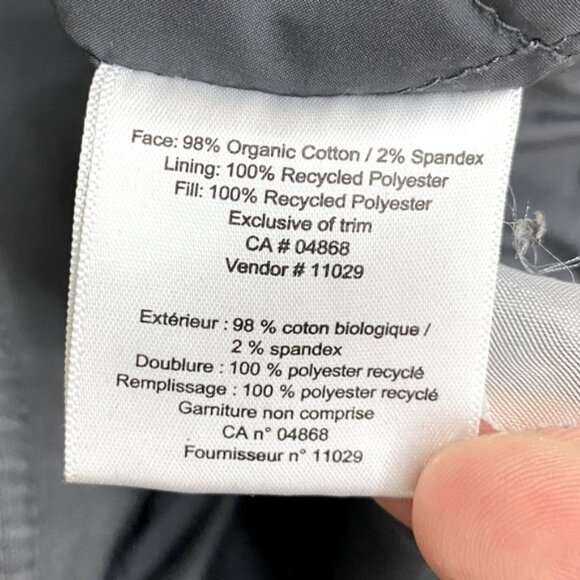 Face: 98% Organic Cotton / 2% Spandex
Lining: 100% Recycled Polyester
Fill: 100% Recycled Polyester
Exclusive of trim
CA # 04868
Vendor # 11029
Extérieur : 98 % coton biologique /
2 % spandex
Doublure : 100 % polyester recyclé
Remplissage : 100 % polyester recyclé
Garniture non comprise
CA n° 04868
Fournisseur n° 11029